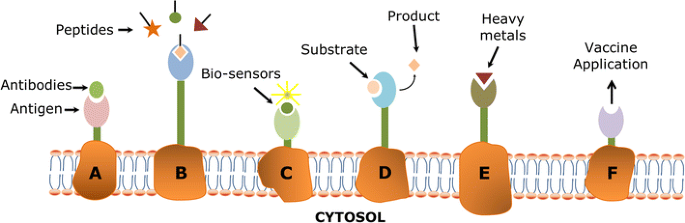 Peptides
Product
Heavy
metals
Substrate
Vaccine
Application
Bio-sensors
Antibodies
Antigen
A
B
C
D
E
F
CYTOSOL